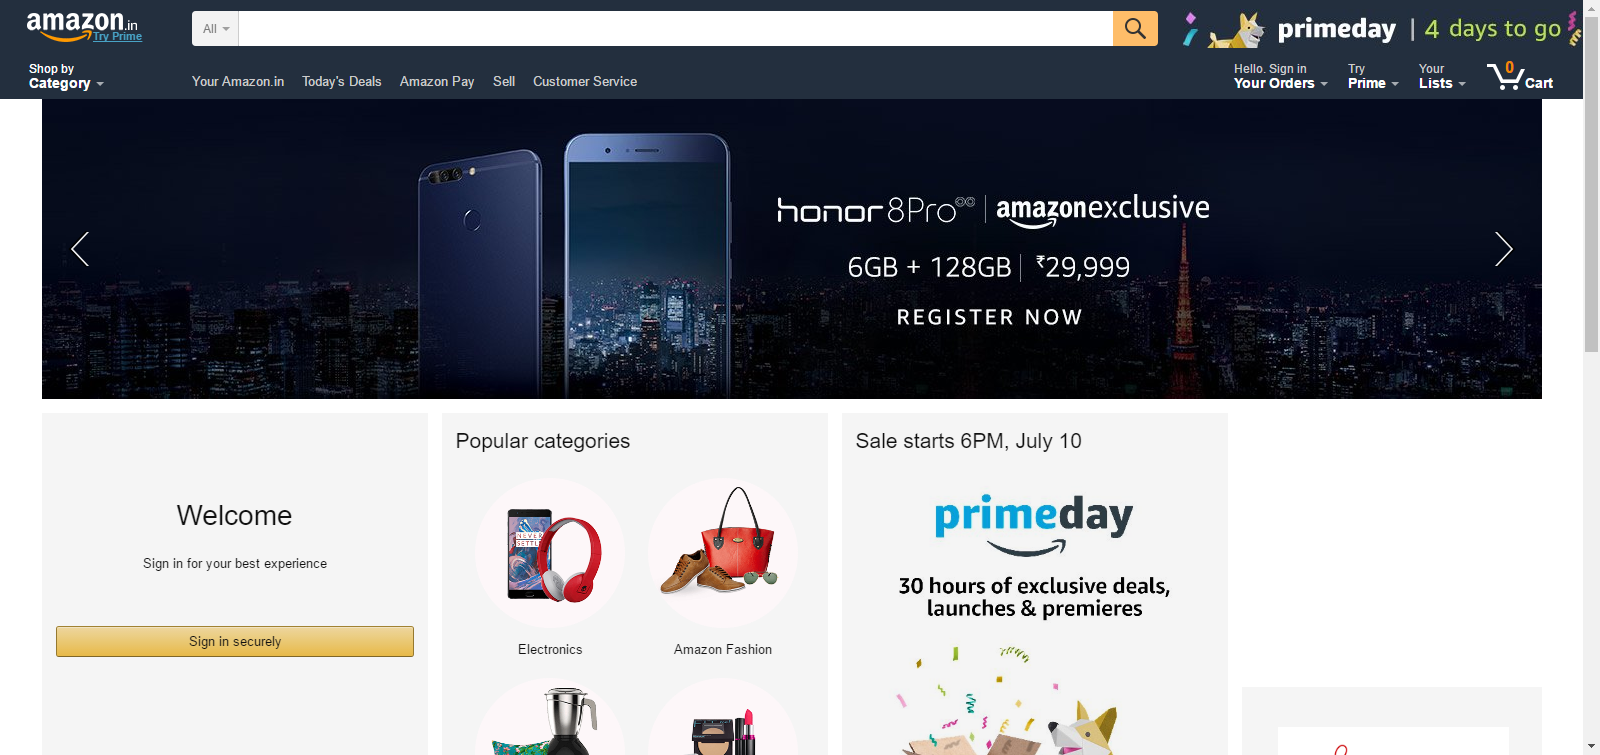 amazon.in
Try Prime
All
primeday | 4 days to go
Shop by
Category
Your Amazon.in
Today's Deals
Amazon Pay
Sell
Customer Service
Hello. Sign in
Your Orders
Try
Prime
Your
Lists
0
Cart
honor 8Pro | amazonexclusive
6GB + 128GB | ₹29,999
REGISTER NOW
Welcome
Sign in for your best experience
Sign in securely
Popular categories
NEVER
SETTLE
Electronics
Amazon Fashion
Sale starts 6PM, July 10
primeday
30 hours of exclusive deals,
launches & premieres